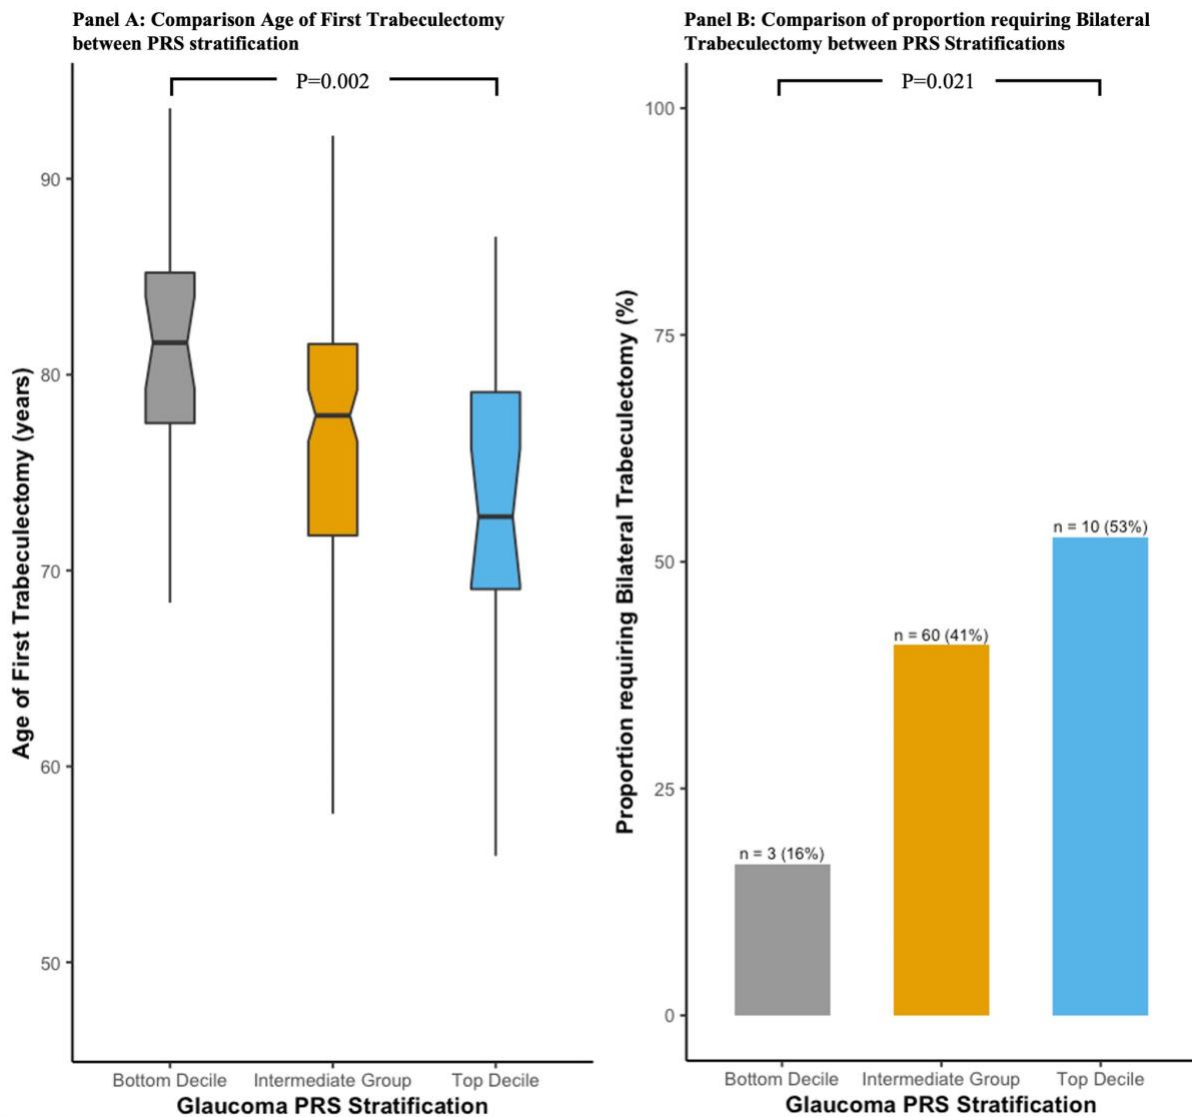 Panel A: Comparison Age of First Trabeculectomy
between PRS stratification
P=0.002
Age of First Trabeculectomy (years)
90
80
70
60
50
Bottom Decile
Intermediate Group
Top Decile
Glaucoma PRS Stratification
Panel B: Comparison of proportion requiring Bilateral
Trabeculectomy between PRS Stratifications
P=0.021
Proportion requiring Bilateral Trabeculectomy (%)
100
75
50
25
0
n = 3 (16%)
n = 60 (41%)
n = 10 (53%)
Bottom Decile
Intermediate Group
Top Decile
Glaucoma PRS Stratification